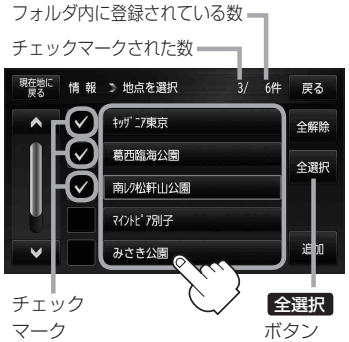 フォルダ内に登録されている数
チェックマークされた数
現在地に
戻る
情 報
地点を選択
3/ 6件
戻る
キッザニア東京
全解除
葛西臨海公園
全選択
南レク松軒山公園
マイントピア別子
みさき公園
追加
チェック
マーク
全選択
ボタン